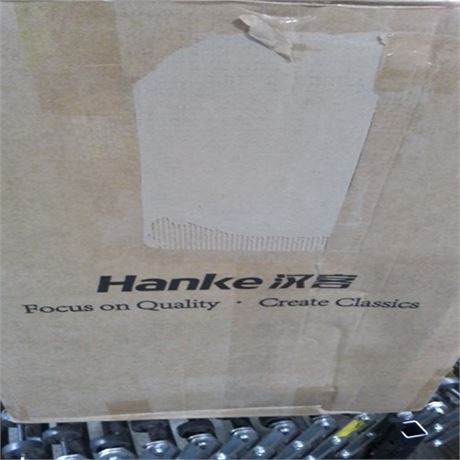 Hanke 汉客
Focus on Quality · Create Classics